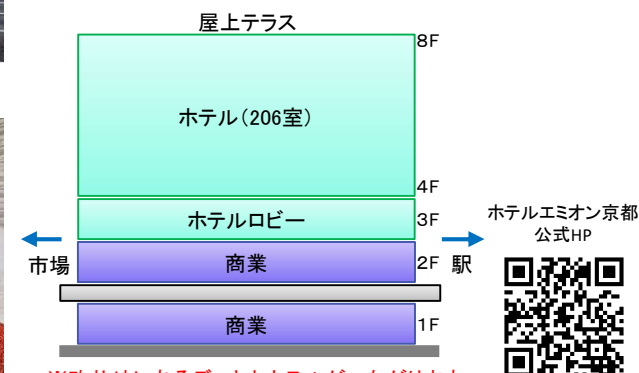 屋上テラス
8F
ホテル（206室）
4F
ホテルロビー
3F
ホテルエミオン京都
公式HP
市場
商業
2F
駅
商業
1F